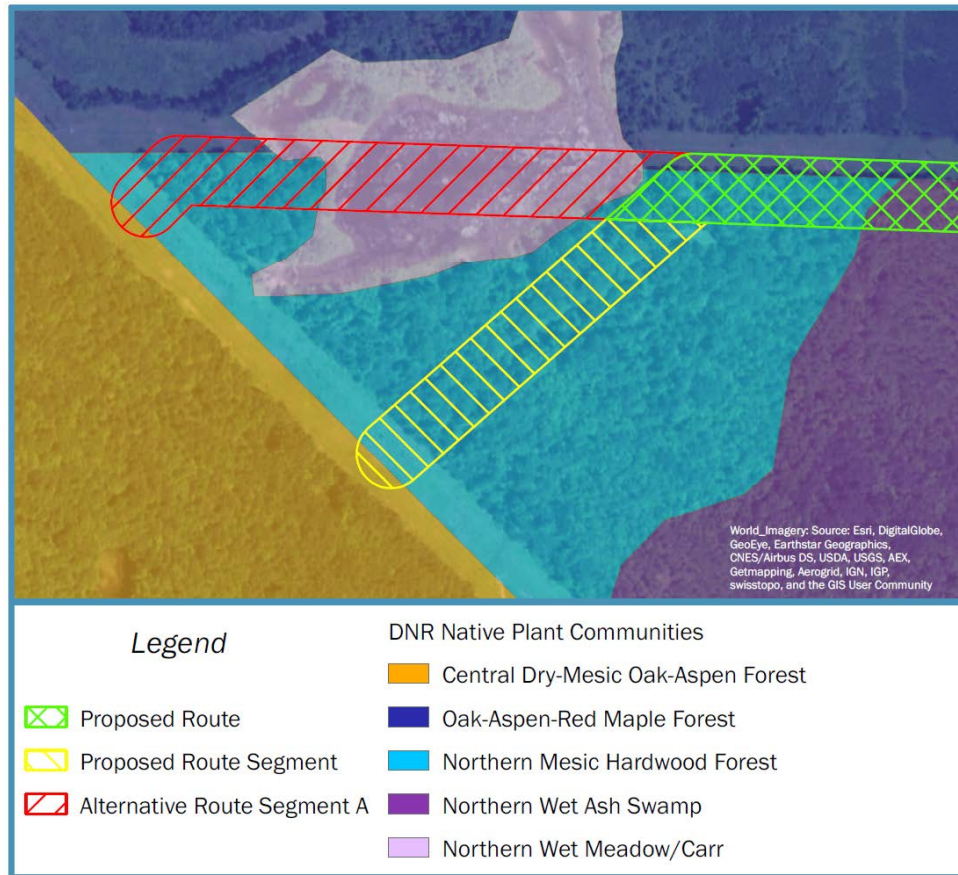 World_Imagery: Source: Esri, DigitalGlobe,
GeoEye, Earthstar Geographics,
CNES/Airbus DS, USDA, USGS, AEX,
Getmapping, Aerogrid, IGN, IGP,
swisstopo, and the GIS User Community
Legend
Proposed Route
Proposed Route Segment
Alternative Route Segment A
DNR Native Plant Communities
Central Dry-Mesic Oak-Aspen Forest
Oak-Aspen-Red Maple Forest
Northern Mesic Hardwood Forest
Northern Wet Ash Swamp
Northern Wet Meadow/Carr